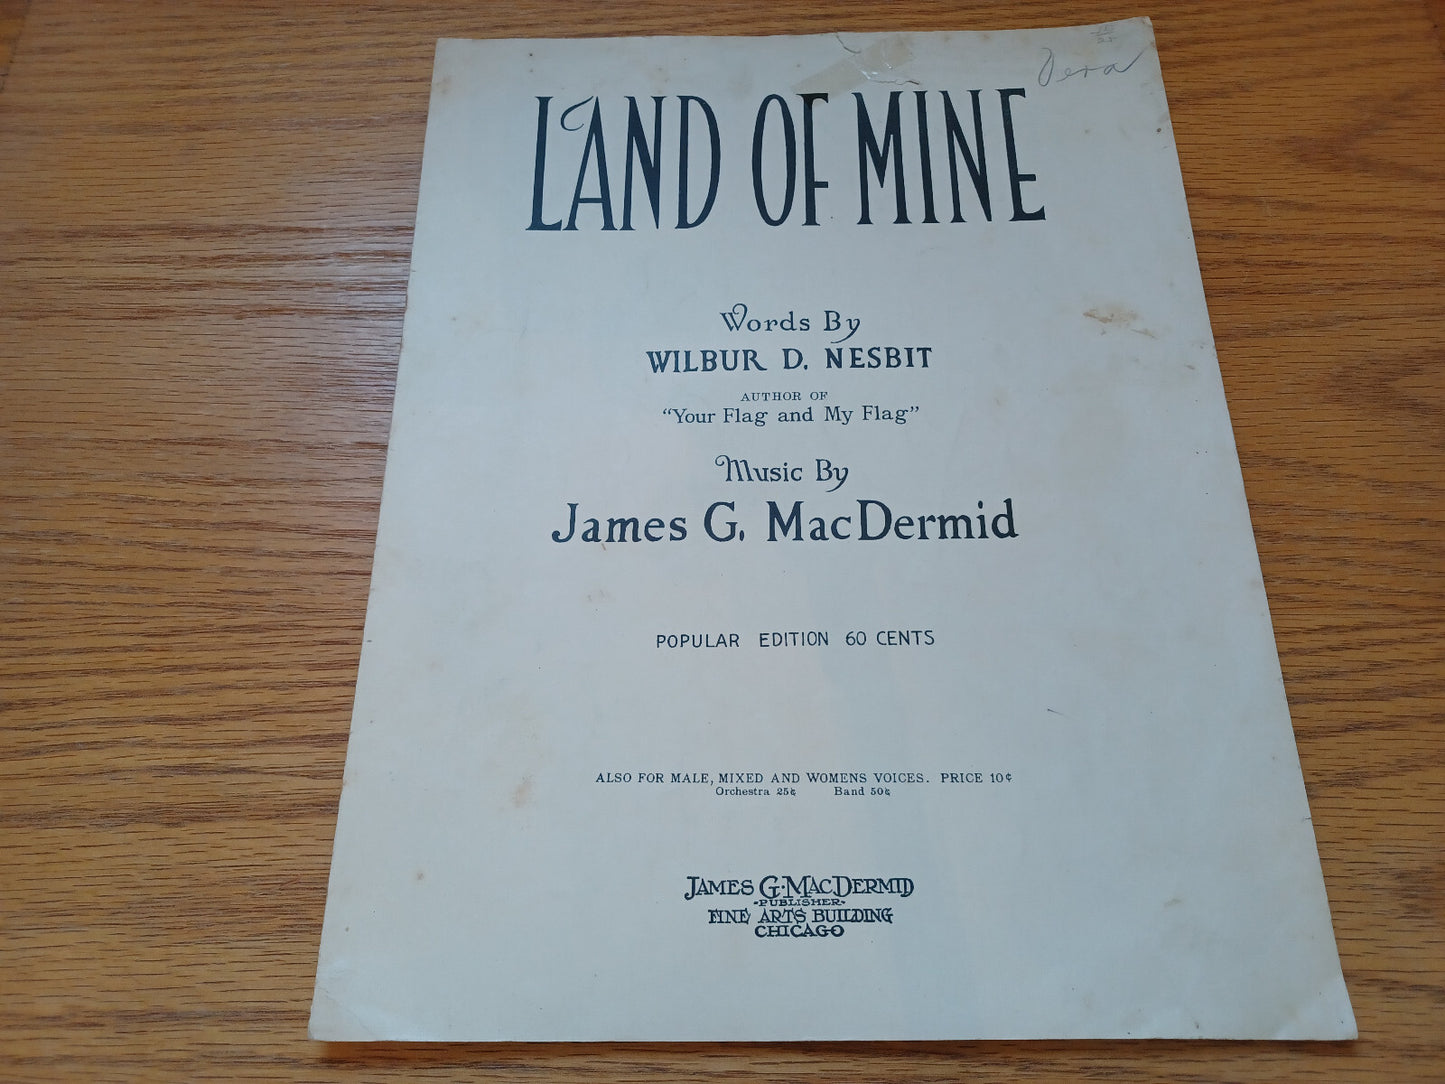 Vera
LAND OF MINE
Words By
WILBUR D. NESBIT
AUTHOR OF
"Your Flag and My Flag"
Music By
James G. MacDermid
POPULAR EDITION 60 CENTS
ALSO FOR MALE, MIXED AND WOMENS VOICES. PRICE 10¢
Orchestra 25¢ Band 50¢
JAMES G. MACDERMID
-PUBLISHER-
FINE ARTS BUILDING
CHICAGO